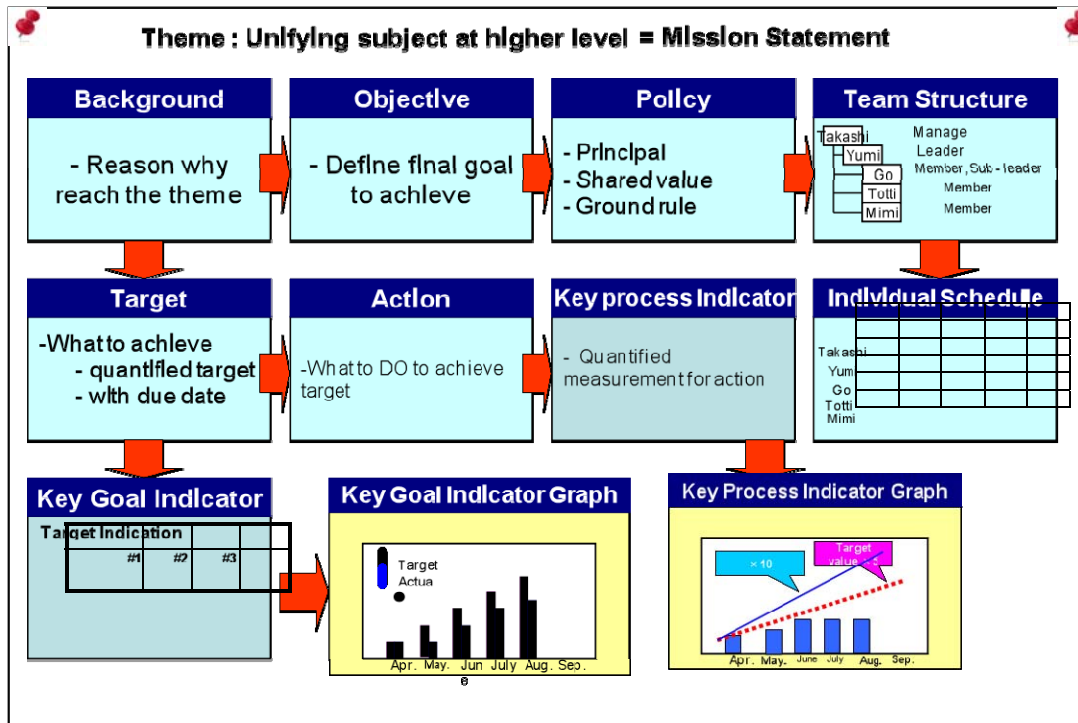 Theme : Unifying subject at higher level = Mission Statement
Background
- Reason why
reach the theme
Objective
- Define final goal
to achieve
Policy
- Principal
- Shared value
- Ground rule
Team Structure
Takashi
Manage
Yumi
Leader
Go
Member, Sub-leader
Totti
Member
Mimi
Member
Target
-What to achieve
- quantified target
- with due date
Action
-What to DO to achieve
target
Key process Indicator
- Quantified
measurement for action
Individual Schedule
Takashi
Yumi
Go
Totti
Mimi
Key Goal Indicator
Target Indication
#1 #2 #3
Key Goal Indicator Graph
Target
Actua
Apr. May. Jun July Aug. Sep.
e
Key Process Indicator Graph
× 10
Target
value
Apr. May. June July Aug. Sep.